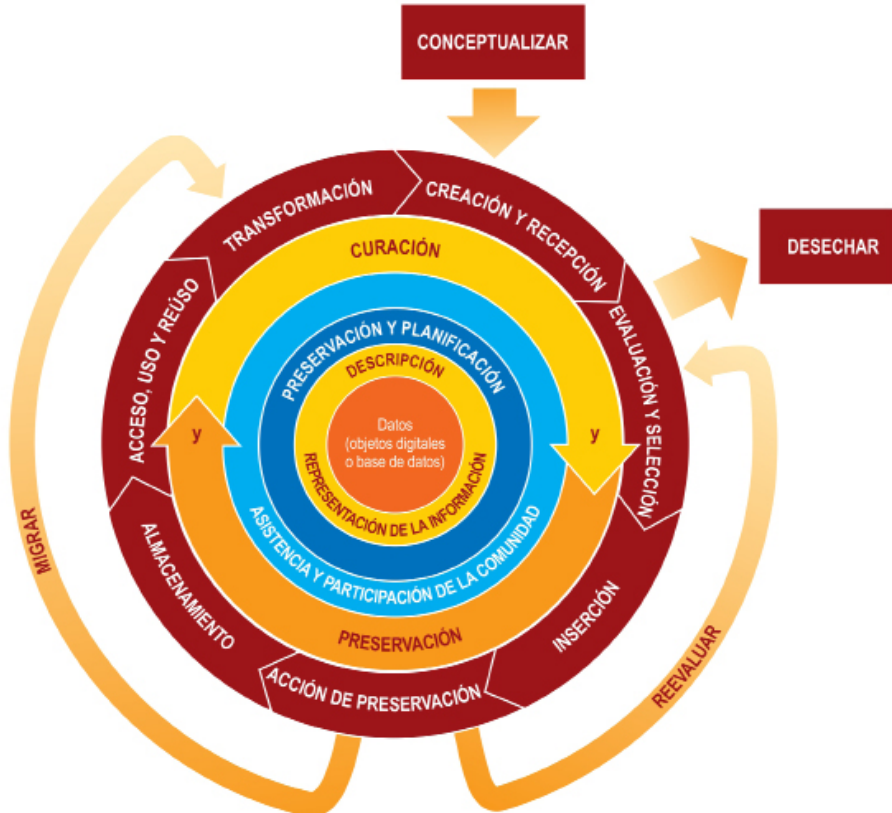 CONCEPTUALIZAR
DESECHAR
TRANSFORMACIÓN
CREACIÓN Y RECEPCIÓN
EVALUACIÓN Y SELECCIÓN
INSERCIÓN
ACCIÓN DE PRESERVACIÓN
ALMACENAMIENTO
ACCESO, USO Y REÚSO
CURACIÓN
y
PRESERVACIÓN
y
ASISTENCIA Y PARTICIPACIÓN DE LA COMUNIDAD
PRESERVACIÓN Y PLANIFICACIÓN
DESCRIPCIÓN
REPRESENTACIÓN DE LA INFORMACIÓN
Datos
(objetos digitales
o base de datos)
MIGRAR
REEVALUAR